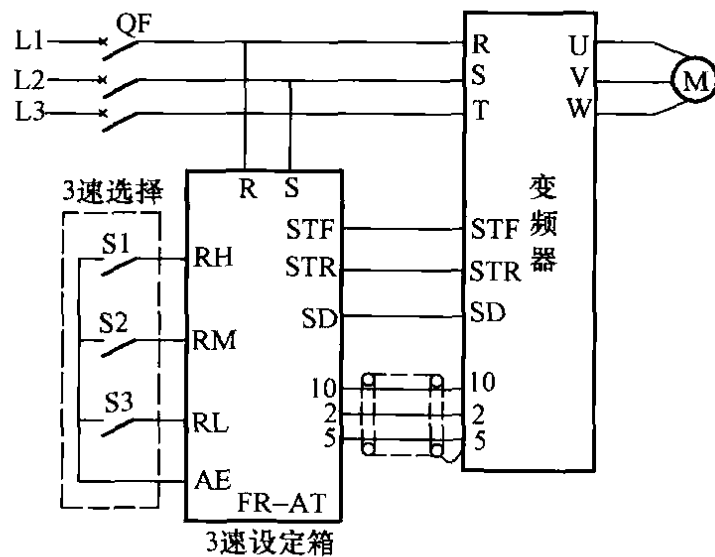 L1
QF
R
U
L2
S
V
M
L3
T
W
R
S
3速选择
变频器
S1
RH
STF
STF
STR
STR
S2
RM
SD
SD
S3
RL
10
10
2
2
5
5
AE
FR-AT
3速设定箱